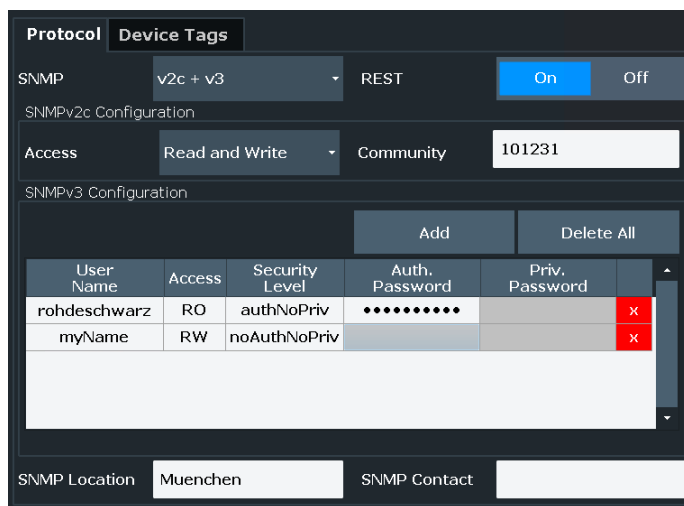 Protocol Device Tags
SNMP v2c + v3 REST On Off
SNMPv2c Configuration
Access Read and Write Community 101231
SNMPv3 Configuration
Add Delete All
User Name Access Security Level Auth. Password Priv. Password
rohdeschwarz RO authNoPriv •••••••••• x
myName RW noAuthNoPriv x
SNMP Location Muenchen SNMP Contact